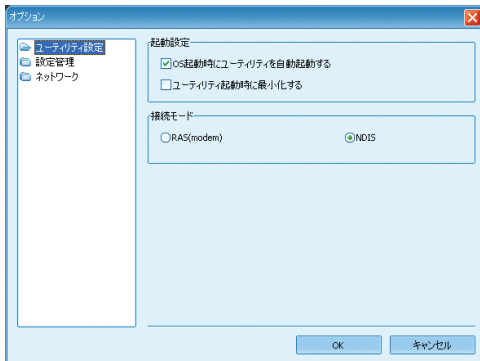 オプション
ユーティリティ設定
設定管理
ネットワーク
起動設定
OS起動時にユーティリティを自動起動する
ユーティリティ起動時に最小化する
接続モード
RAS(modem)
NDIS
OK
キャンセル